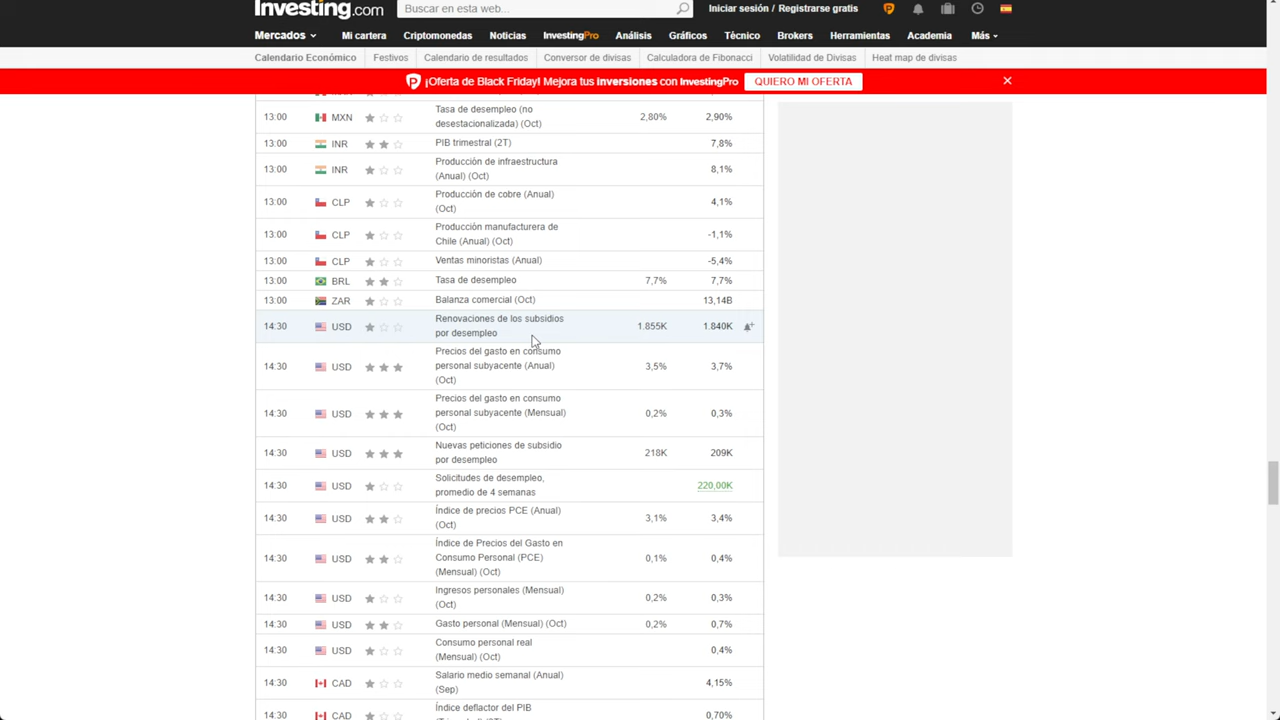 Investing.com
Buscar en esta web...
Iniciar sesión / Registrarse gratis
Mercados Mi cartera Criptomonedas Noticias InvestingPro Análisis Gráficos Técnico Brokers Herramientas Academia Más
Calendario Económico Festivos Calendario de resultados Conversor de divisas Calculadora de Fibonacci Volatilidad de Divisas Heat map de divisas
¡Oferta de Black Friday! Mejora tus inversiones con InvestingPro QUIERO MI OFERTA
13:00 MXN Tasa de desempleo (no
desestacionalizada) (Oct) 2,80% 2,90%
13:00 INR PIB trimestral (2T) 7,8%
13:00 INR Producción de infraestructura
(Anual) (Oct) 8,1%
13:00 CLP Producción de cobre (Anual)
(Oct) 4,1%
13:00 CLP Producción manufacturera de
Chile (Anual) (Oct) -1,1%
13:00 CLP Ventas minoristas (Anual) -5,4%
13:00 BRL Tasa de desempleo 7,7% 7,7%
13:00 ZAR Balanza comercial (Oct) 13,14B
14:30 USD Renovaciones de los subsidios
por desempleo 1.855K 1.840K
14:30 USD Precios del gasto en consumo
personal subyacente (Anual)
(Oct) 3,5% 3,7%
14:30 USD Precios del gasto en consumo
personal subyacente (Mensual)
(Oct) 0,2% 0,3%
14:30 USD Nuevas peticiones de subsidio
por desempleo 218K 209K
14:30 USD Solicitudes de desempleo,
promedio de 4 semanas 220,00K
14:30 USD Índice de precios PCE (Anual)
(Oct) 3,1% 3,4%
14:30 USD Índice de Precios del Gasto en
Consumo Personal (PCE)
(Mensual) (Oct) 0,1% 0,4%
14:30 USD Ingresos personales (Mensual)
(Oct) 0,2% 0,3%
14:30 USD Gasto personal (Mensual) (Oct) 0,2% 0,7%
14:30 USD Consumo personal real
(Mensual) (Oct) 0,4%
14:30 CAD Salario medio semanal (Anual)
(Sep) 4,15%
14:30 CAD Índice deflactor del PIB
0,70%